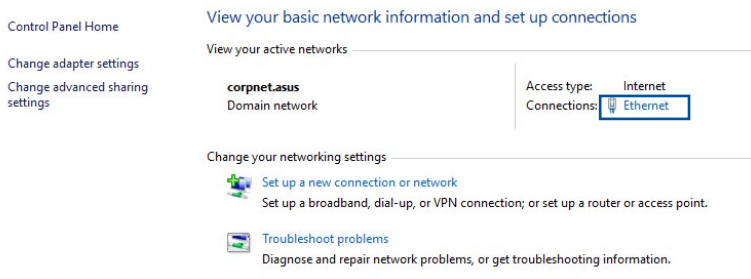 View your basic network information and set up connections
Control Panel Home
View your active networks
Change adapter settings
Change advanced sharing
settings
corpnet.asus
Domain network
Access type: Internet
Connections: Ethernet
Change your networking settings
Set up a new connection or network
Set up a broadband, dial-up, or VPN connection; or set up a router or access point.
Troubleshoot problems
Diagnose and repair network problems, or get troubleshooting information.